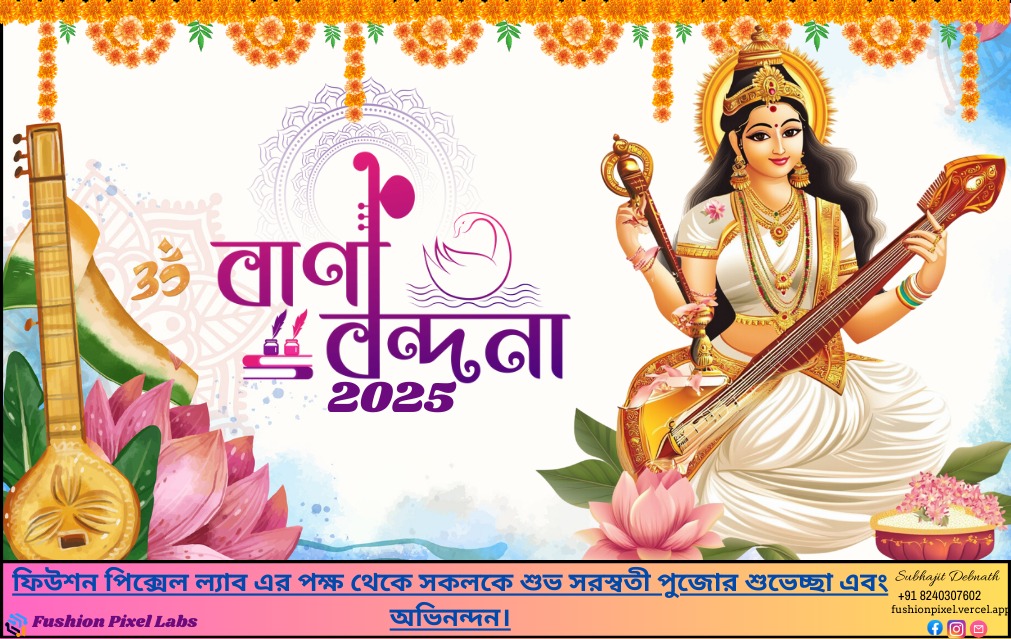 ॐ
বাণী
বন্দনা
2025
ফিউশন পিক্সেল ল্যাব এর পক্ষ থেকে সকলকে শুভ সরস্বতী পুজোর শুভেচ্ছা এবং
অভিনন্দন।
Fushion Pixel Labs
Subhajit Debnath
+91 8240307602
fushionpixel.vercel.app